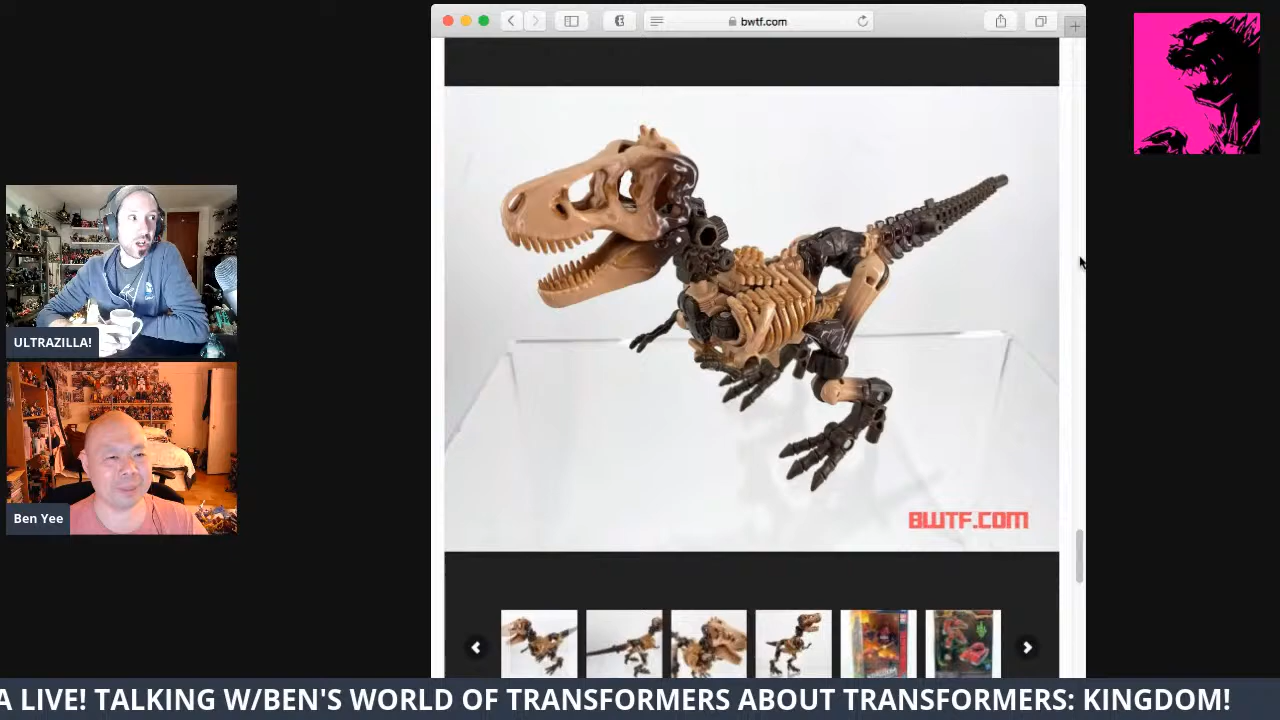 bwtf.com
ULTRAZILLA!
Ben Yee
BWTF.COM
A LIVE! TALKING W/BEN'S WORLD OF TRANSFORMERS ABOUT TRANSFORMERS: KINGDOM!